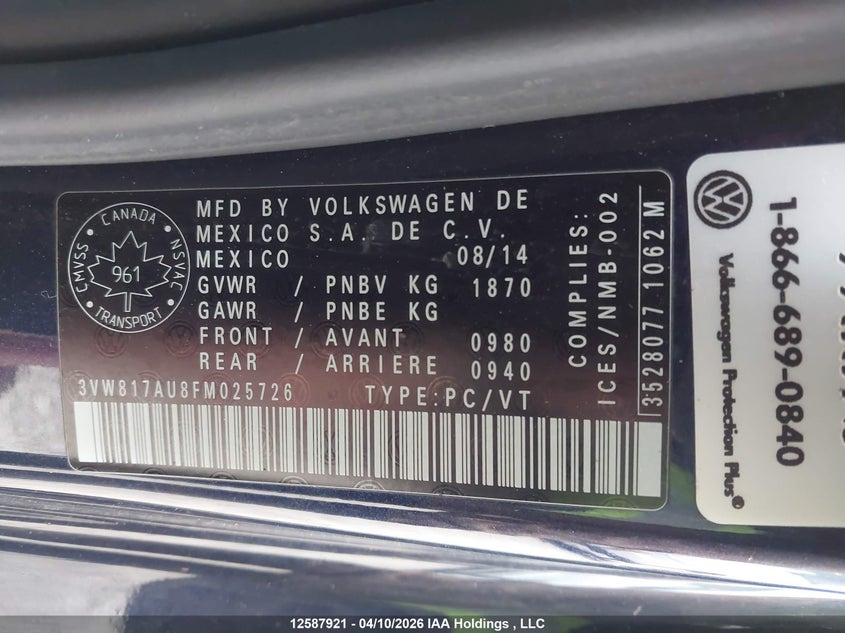 CANADA
CMVSS
NSVAC
961
TRANSPORT
MFD BY VOLKSWAGEN DE
MEXICO S.A. DE C.V.
MEXICO 08/14
GVWR / PNBV KG 1870
GAWR / PNBE KG
FRONT / AVANT 0980
REAR / ARRIERE 0940
3VW817AU8FM025726 TYPE:PC/VT
COMPLIES:
ICES/NMB-002
3528077 1062 M
1-866-689-0840
Volkswagen Protection Plus®
12587921 - 04/10/2026 IAA Holdings , LLC